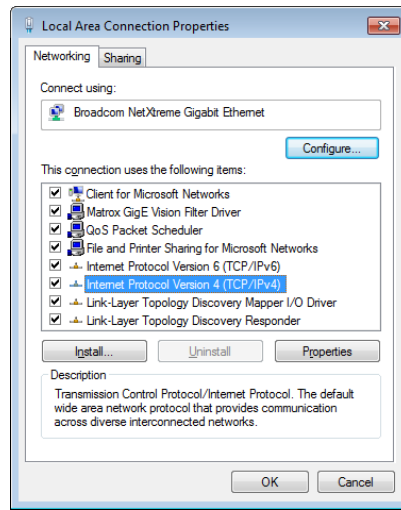 Local Area Connection Properties
Networking
Sharing
Connect using:
Broadcom NetXtreme Gigabit Ethernet
Configure...
This connection uses the following items:
Client for Microsoft Networks
Matrox GigE Vision Filter Driver
QoS Packet Scheduler
File and Printer Sharing for Microsoft Networks
Internet Protocol Version 6 (TCP/IPv6)
Internet Protocol Version 4 (TCP/IPv4)
Link-Layer Topology Discovery Mapper I/O Driver
Link-Layer Topology Discovery Responder
Install...
Uninstall
Properties
Description
Transmission Control Protocol/Internet Protocol. The default
wide area network protocol that provides communication
across diverse interconnected networks.
OK
Cancel